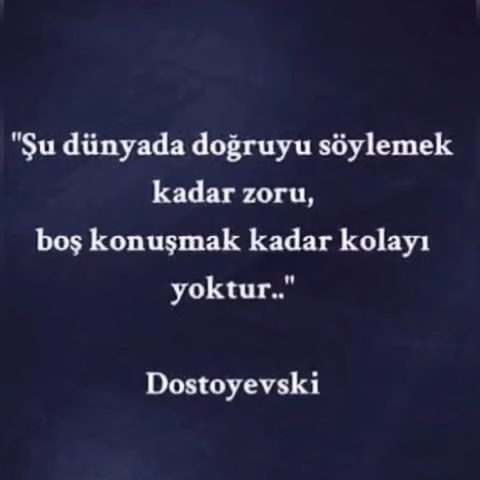 "Şu dünyada doğruyu söylemek
kadar zoru,
boş konuşmak kadar kolayı
yoktur.."
Dostoyevski